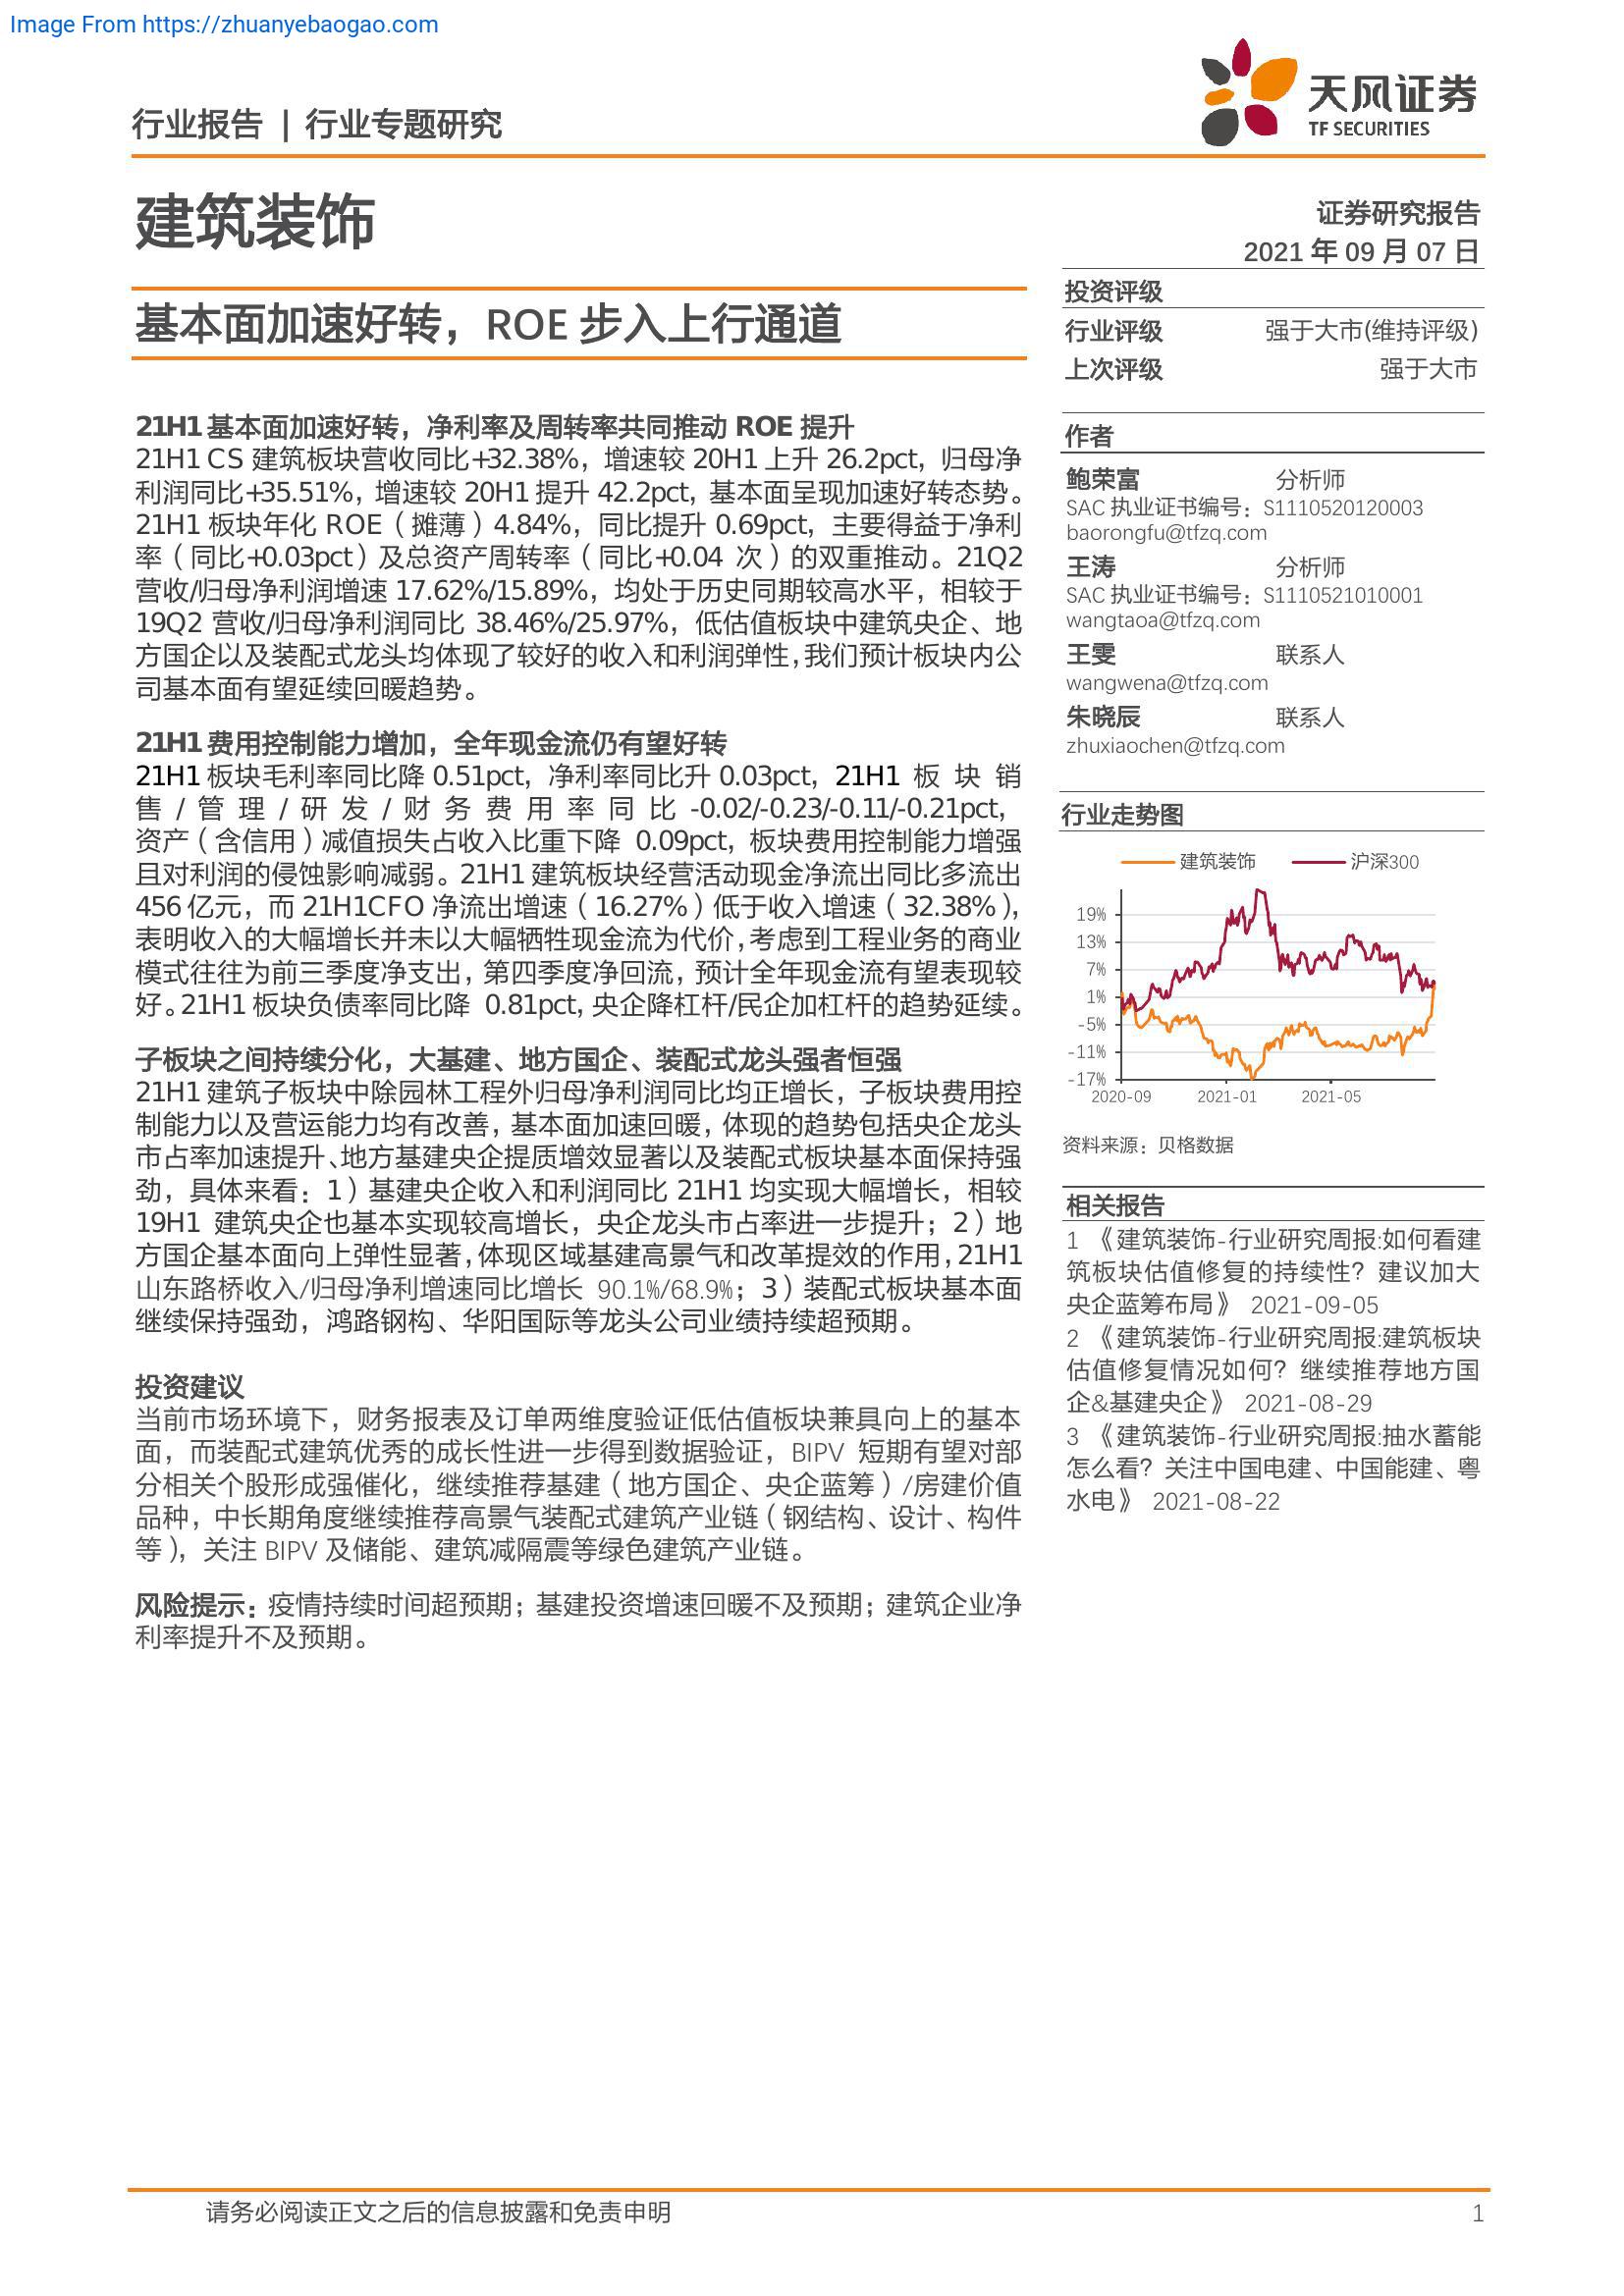 Image From https://zhuanyebaogao.com
行业报告 | 行业专题研究
天风证券
TF SECURITIES
建筑装饰
证券研究报告
2021 年 09 月 07 日
基本面加速好转，ROE 步入上行通道
21H1 基本面加速好转，净利率及周转率共同推动 ROE 提升
21H1 CS 建筑板块营收同比+32.38%，增速较 20H1 上升 26.2pct，归母净
利润同比+35.51%，增速较 20H1 提升 42.2pct，基本面呈现加速好转态势。
21H1 板块年化 ROE（摊薄）4.84%，同比提升 0.69pct，主要得益于净利
率（同比+0.03pct）及总资产周转率（同比+0.04 次）的双重推动。21Q2
营收/归母净利润增速 17.62%/15.89%，均处于历史同期较高水平，相较于
19Q2 营收/归母净利润同比 38.46%/25.97%，低估值板块中建筑央企、地
方国企以及装配式龙头均体现了较好的收入和利润弹性，我们预计板块内公
司基本面有望延续回暖趋势。
21H1 费用控制能力增加，全年现金流仍有望好转
21H1 板块毛利率同比降 0.51pct，净利率同比升 0.03pct，21H1 板 块 销
售 / 管 理 / 研 发 / 财 务 费 用 率 同 比 -0.02/-0.23/-0.11/-0.21pct，
资产（含信用）减值损失占收入比重下降 0.09pct，板块费用控制能力增强
且对利润的侵蚀影响减弱。21H1 建筑板块经营活动现金净流出同比多流出
456 亿元，而 21H1CFO 净流出增速（16.27%）低于收入增速（32.38%），
表明收入的大幅增长并未以大幅牺牲现金流为代价，考虑到工程业务的商业
模式往往为前三季度净支出，第四季度净回流，预计全年现金流有望表现较
好。21H1 板块负债率同比降 0.81pct，央企降杠杆/民企加杠杆的趋势延续。
子板块之间持续分化，大基建、地方国企、装配式龙头强者恒强
21H1 建筑子板块中除园林工程外归母净利润同比均正增长，子板块费用控
制能力以及营运能力均有改善，基本面加速回暖，体现的趋势包括央企龙头
市占率加速提升、地方基建央企提质增效显著以及装配式板块基本面保持强
劲，具体来看：1）基建央企收入和利润同比 21H1 均实现大幅增长，相较
19H1 建筑央企也基本实现较高增长，央企龙头市占率进一步提升；2）地
方国企基本面向上弹性显著，体现区域基建高景气和改革提效的作用，21H1
山东路桥收入/归母净利增速同比增长 90.1%/68.9%；3）装配式板块基本面
继续保持强劲，鸿路钢构、华阳国际等龙头公司业绩持续超预期。
投资建议
当前市场环境下，财务报表及订单两维度验证低估值板块兼具向上的基本
面，而装配式建筑优秀的成长性进一步得到数据验证，BIPV 短期有望对部
分相关个股形成强催化，继续推荐基建（地方国企、央企蓝筹）/房建价值
品种，中长期角度继续推荐高景气装配式建筑产业链（钢结构、设计、构件
等），关注 BIPV 及储能、建筑减隔震等绿色建筑产业链。
风险提示：疫情持续时间超预期；基建投资增速回暖不及预期；建筑企业净
利率提升不及预期。
投资评级
行业评级 强于大市(维持评级)
上次评级 强于大市
作者
鲍荣富 分析师
SAC 执业证书编号：S1110520120003
baorongfu@tfzq.com
王涛 分析师
SAC 执业证书编号：S1110521010001
wangtaoa@tfzq.com
王雯 联系人
wangwena@tfzq.com
朱晓辰 联系人
zhuxiaochen@tfzq.com
行业走势图
建筑装饰 沪深300
19%
13%
7%
1%
-5%
-11%
-17%
2020-09 2021-01 2021-05
资料来源：贝格数据
相关报告
1 《建筑装饰-行业研究周报:如何看建
筑板块估值修复的持续性？建议加大
央企蓝筹布局》 2021-09-05
2 《建筑装饰-行业研究周报:建筑板块
估值修复情况如何？继续推荐地方国
企&基建央企》 2021-08-29
3 《建筑装饰-行业研究周报:抽水蓄能
怎么看？关注中国电建、中国能建、粤
水电》 2021-08-22
请务必阅读正文之后的信息披露和免责申明 1